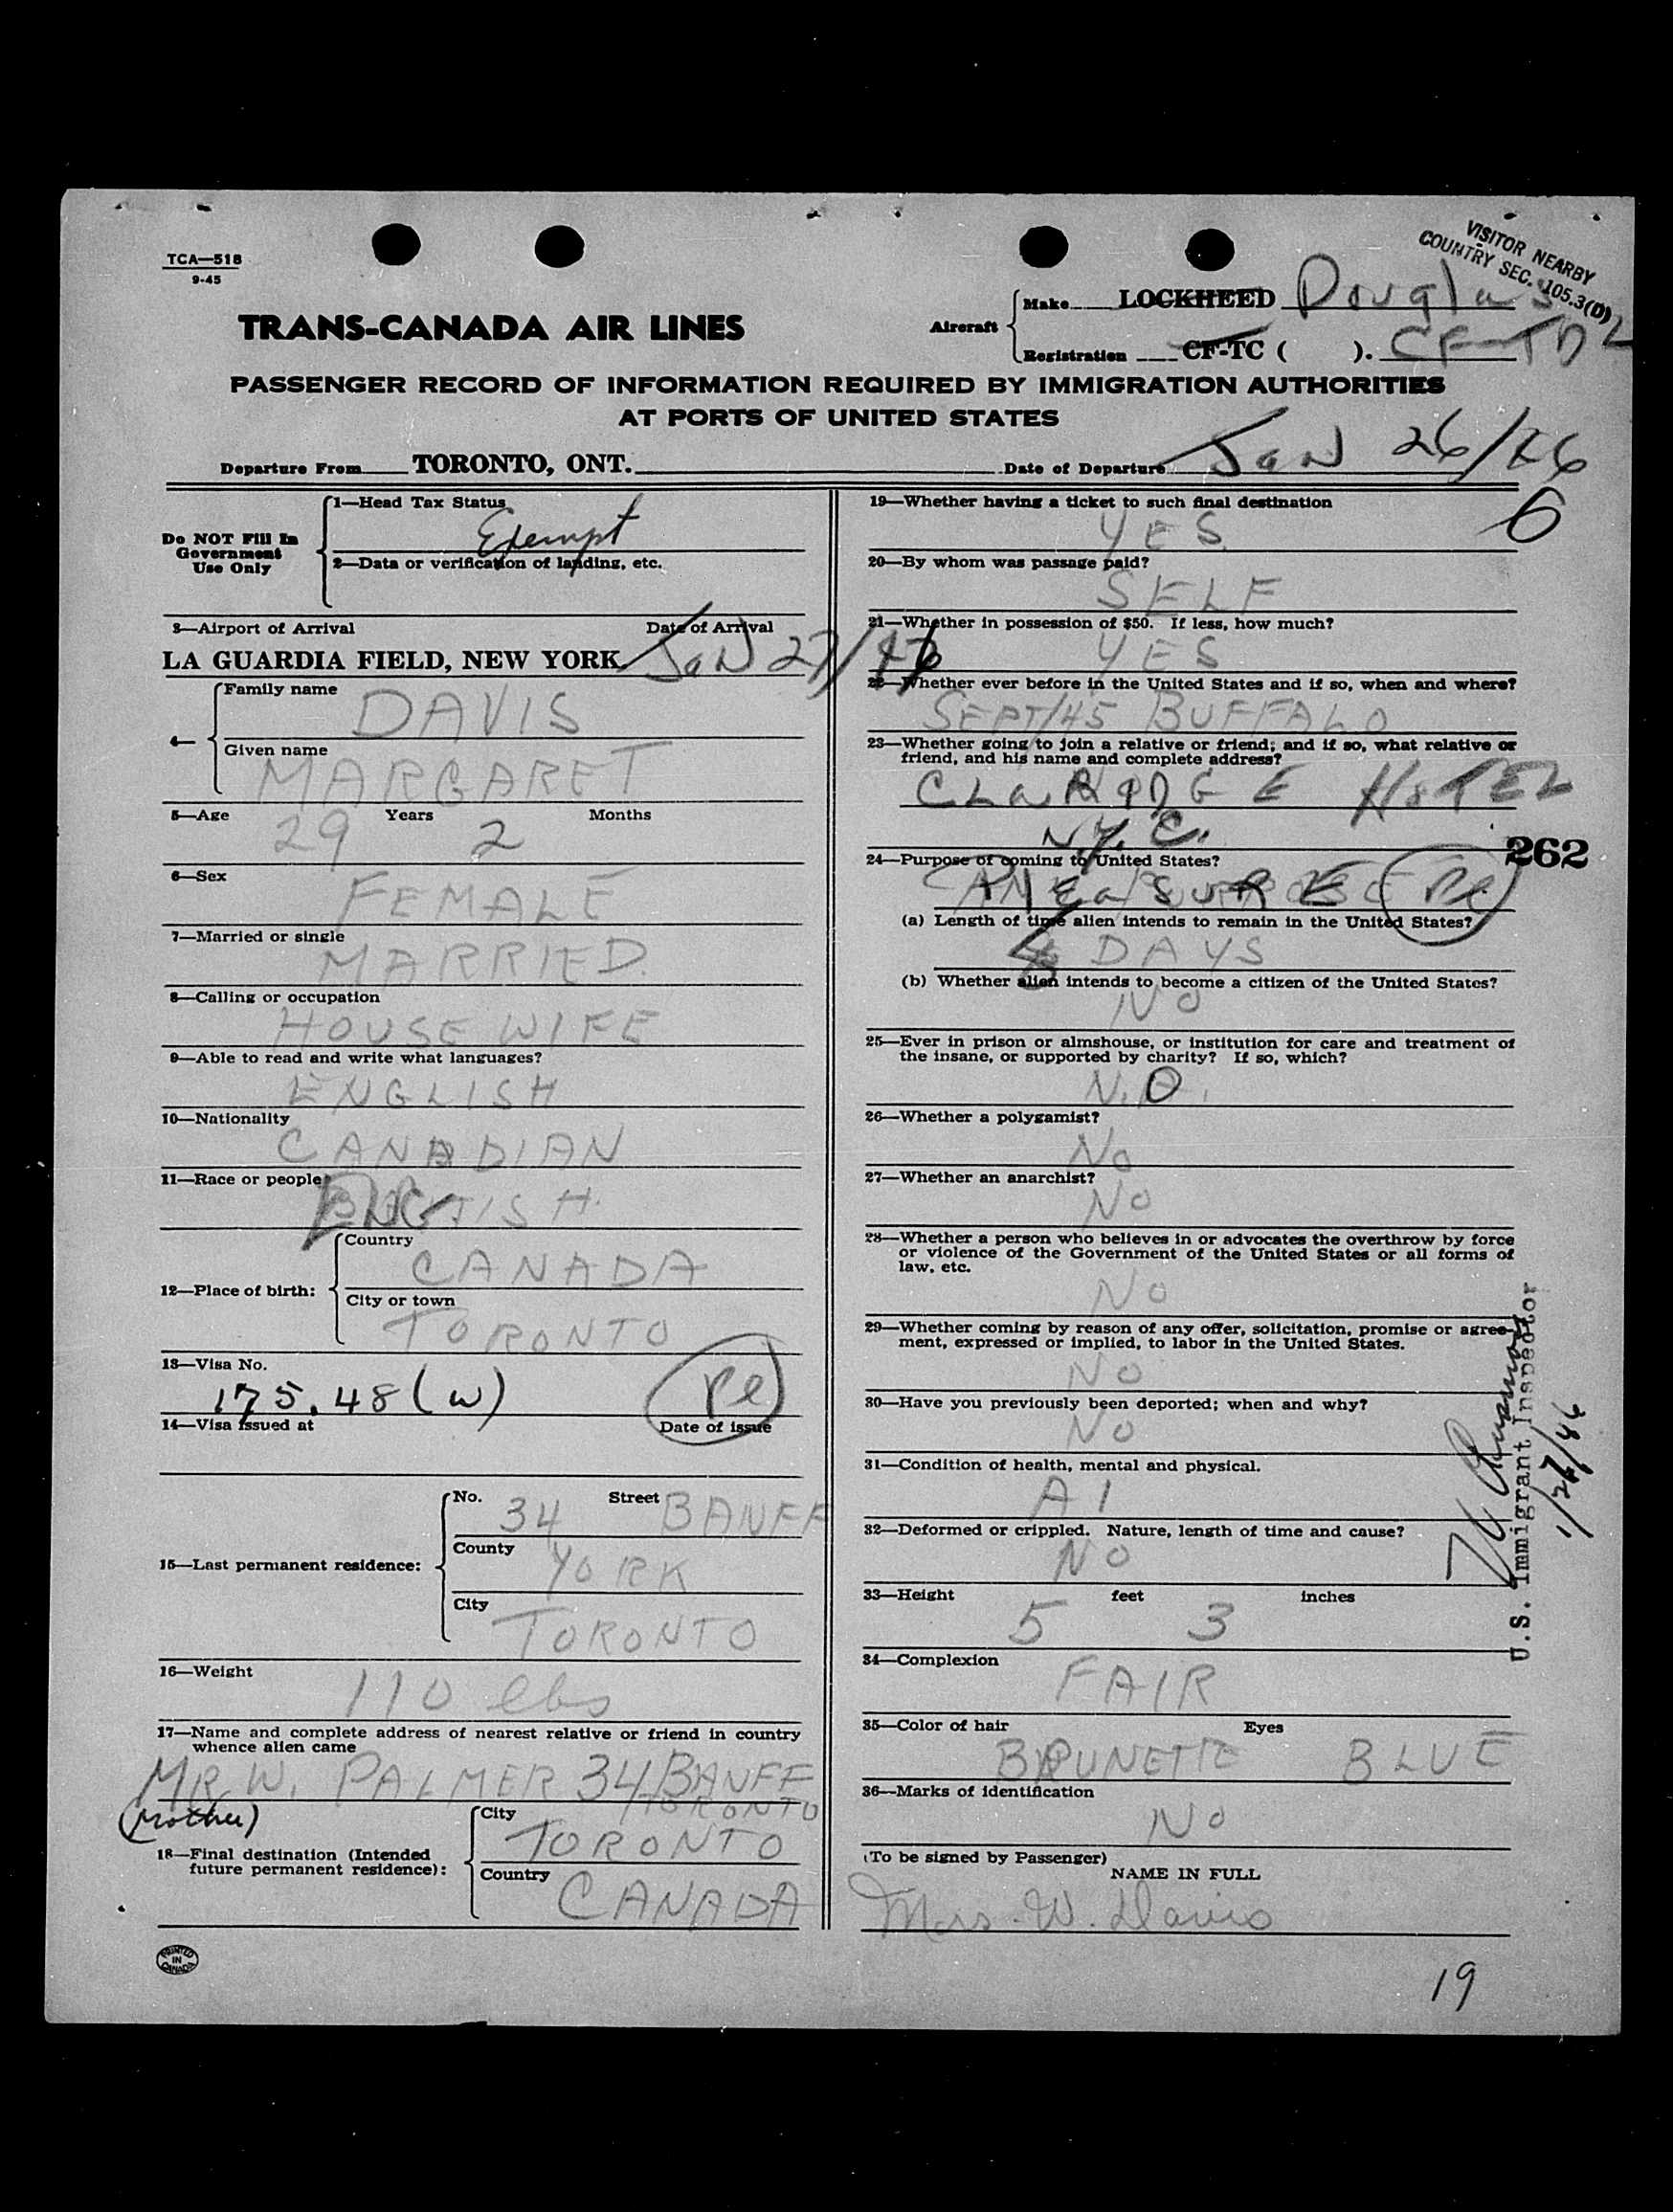 TCA—518
9-45
VISITOR NEARBY
COUNTRY SEC. 105.3(D)
TRANS-CANADA AIR LINES
Aircraft
Make LOCKHEED Douglas
Registration CF-TC ( ). CF-TDL
PASSENGER RECORD OF INFORMATION REQUIRED BY IMMIGRATION AUTHORITIES
AT PORTS OF UNITED STATES
Departure From TORONTO, ONT. Date of Departure Jan 26/46
6
Do NOT Fill In
Government
Use Only
1—Head Tax Status
Exempt
2—Data or verification of landing, etc.
3—Airport of Arrival Date of Arrival
LA GUARDIA FIELD, NEW YORK. Jan 27/46
4—
Family name
DAVIS
Given name
MARGARET
5—Age Years Months
29 2
6—Sex
FEMALE
7—Married or single
MARRIED.
8—Calling or occupation
HOUSE WIFE
9—Able to read and write what languages?
ENGLISH
10—Nationality
CANADIAN
11—Race or people
12—Place of birth:
Country
CANADA
City or town
TORONTO
13—Visa No.
175.48 (W)
14—Visa issued at Date of issue
15—Last permanent residence:
No. Street
34 BANFF
County
YORK
City
TORONTO
16—Weight
110 lbs
17—Name and complete address of nearest relative or friend in country
whence alien came
MR. W. PALMER 34 BANFF
TORONTO
(Mother)
18—Final destination (Intended
future permanent residence):
City
TORONTO
Country
CANADA
PRINTED
IN
CANADA
19—Whether having a ticket to such final destination
YES
20—By whom was passage paid?
SELF
21—Whether in possession of $50. If less, how much?
YES
22—Whether ever before in the United States and if so, when and where?
SEPT/45 BUFFALO
23—Whether going to join a relative or friend; and if so, what relative or
friend, and his name and complete address?
CLaRIDGE HoTEL
N.Y.C.
262
24—Purpose of coming to United States?
(a) Length of time alien intends to remain in the United States?
DAYS
(b) Whether alien intends to become a citizen of the United States?
NO
25—Ever in prison or almshouse, or institution for care and treatment of
the insane, or supported by charity? If so, which?
N.O.
26—Whether a polygamist?
No
27—Whether an anarchist?
No
28—Whether a person who believes in or advocates the overthrow by force
or violence of the Government of the United States or all forms of
law, etc.
No
29—Whether coming by reason of any offer, solicitation, promise or agree-
ment, expressed or implied, to labor in the United States.
No
30—Have you previously been deported; when and why?
No
31—Condition of health, mental and physical.
A1
32—Deformed or crippled. Nature, length of time and cause?
NO
33—Height feet inches
5 3
34—Complexion
FAIR
35—Color of hair Eyes
BRUNETTE BLUE
36—Marks of identification
No
(To be signed by Passenger)
NAME IN FULL
Mrs. W. Davis
U.S. Immigrant Inspector
19